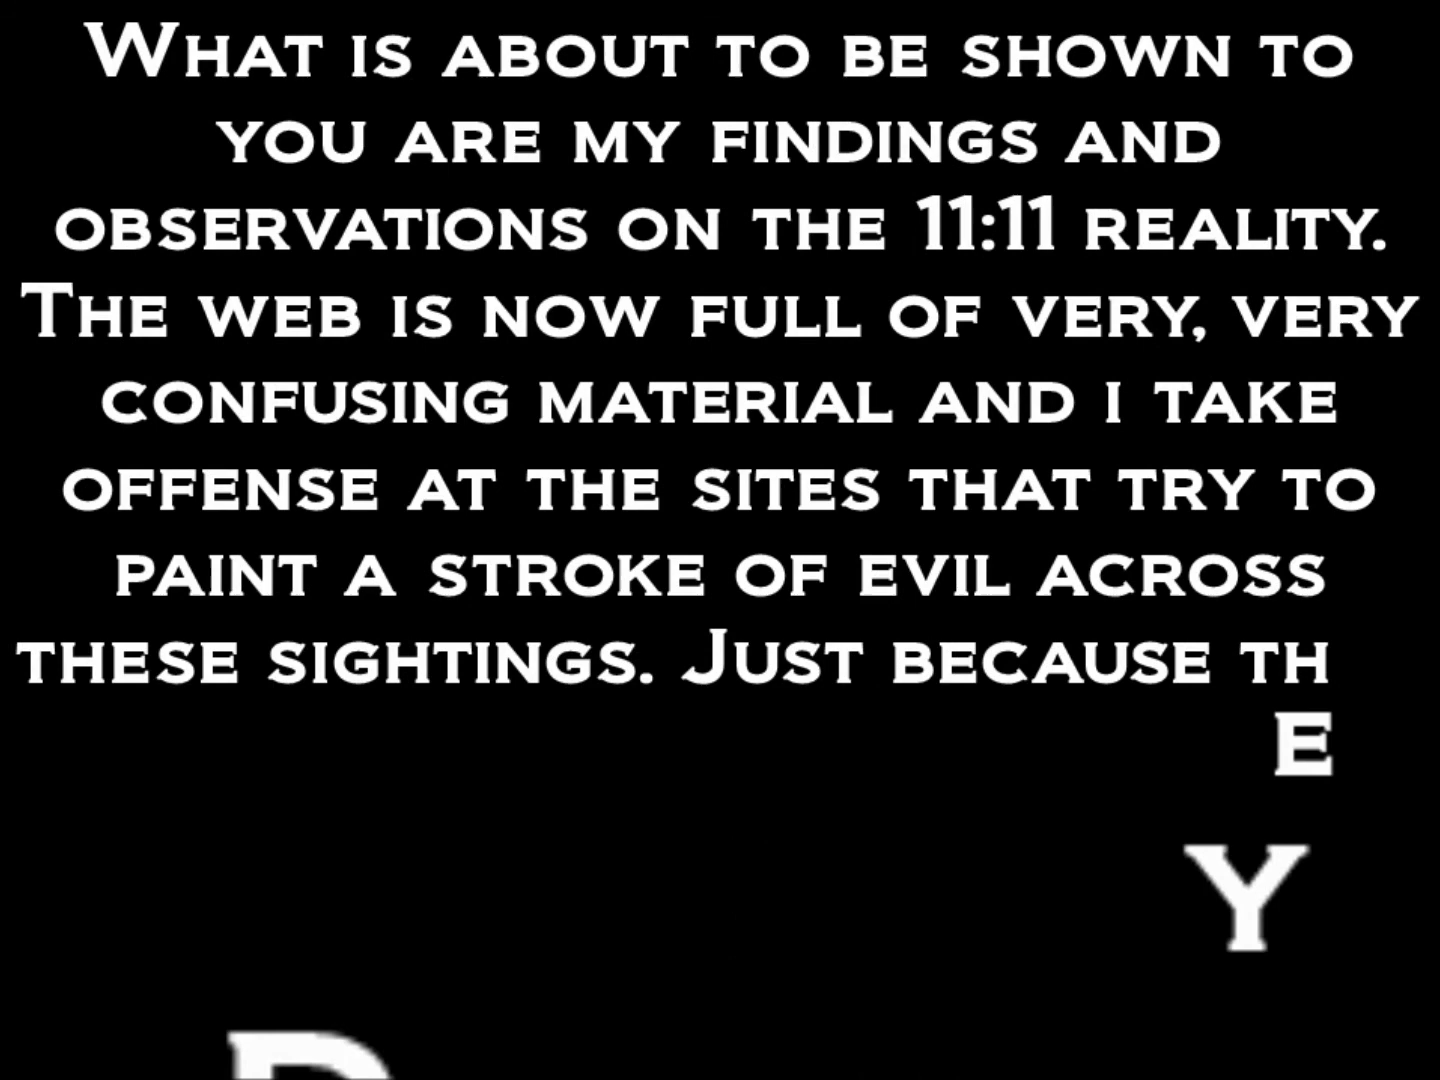 What is about to be shown to
you are my findings and
observations on the 11:11 reality.
The web is now full of very, very
confusing material and i take
offense at the sites that try to
paint a stroke of evil across
these sightings. Just because th
e
y